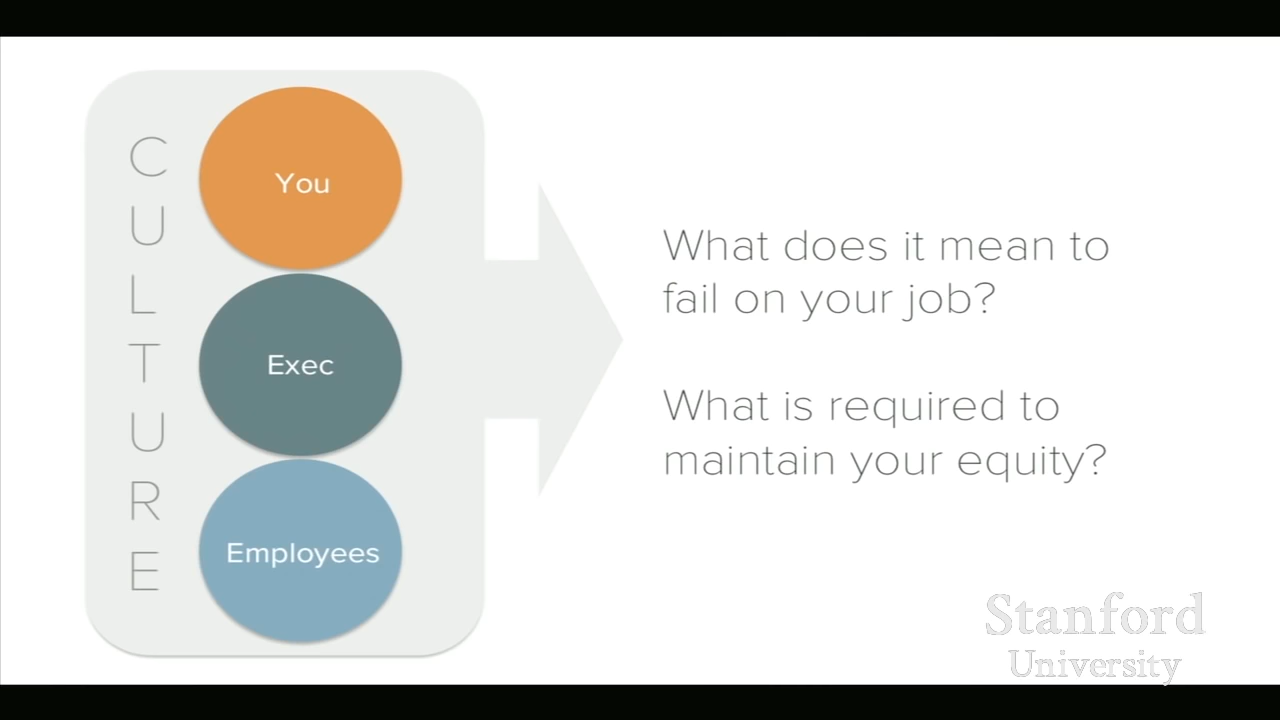 CULTURE
You
Exec
Employees
What does it mean to
fail on your job?
What is required to
maintain your equity?
Stanford
University